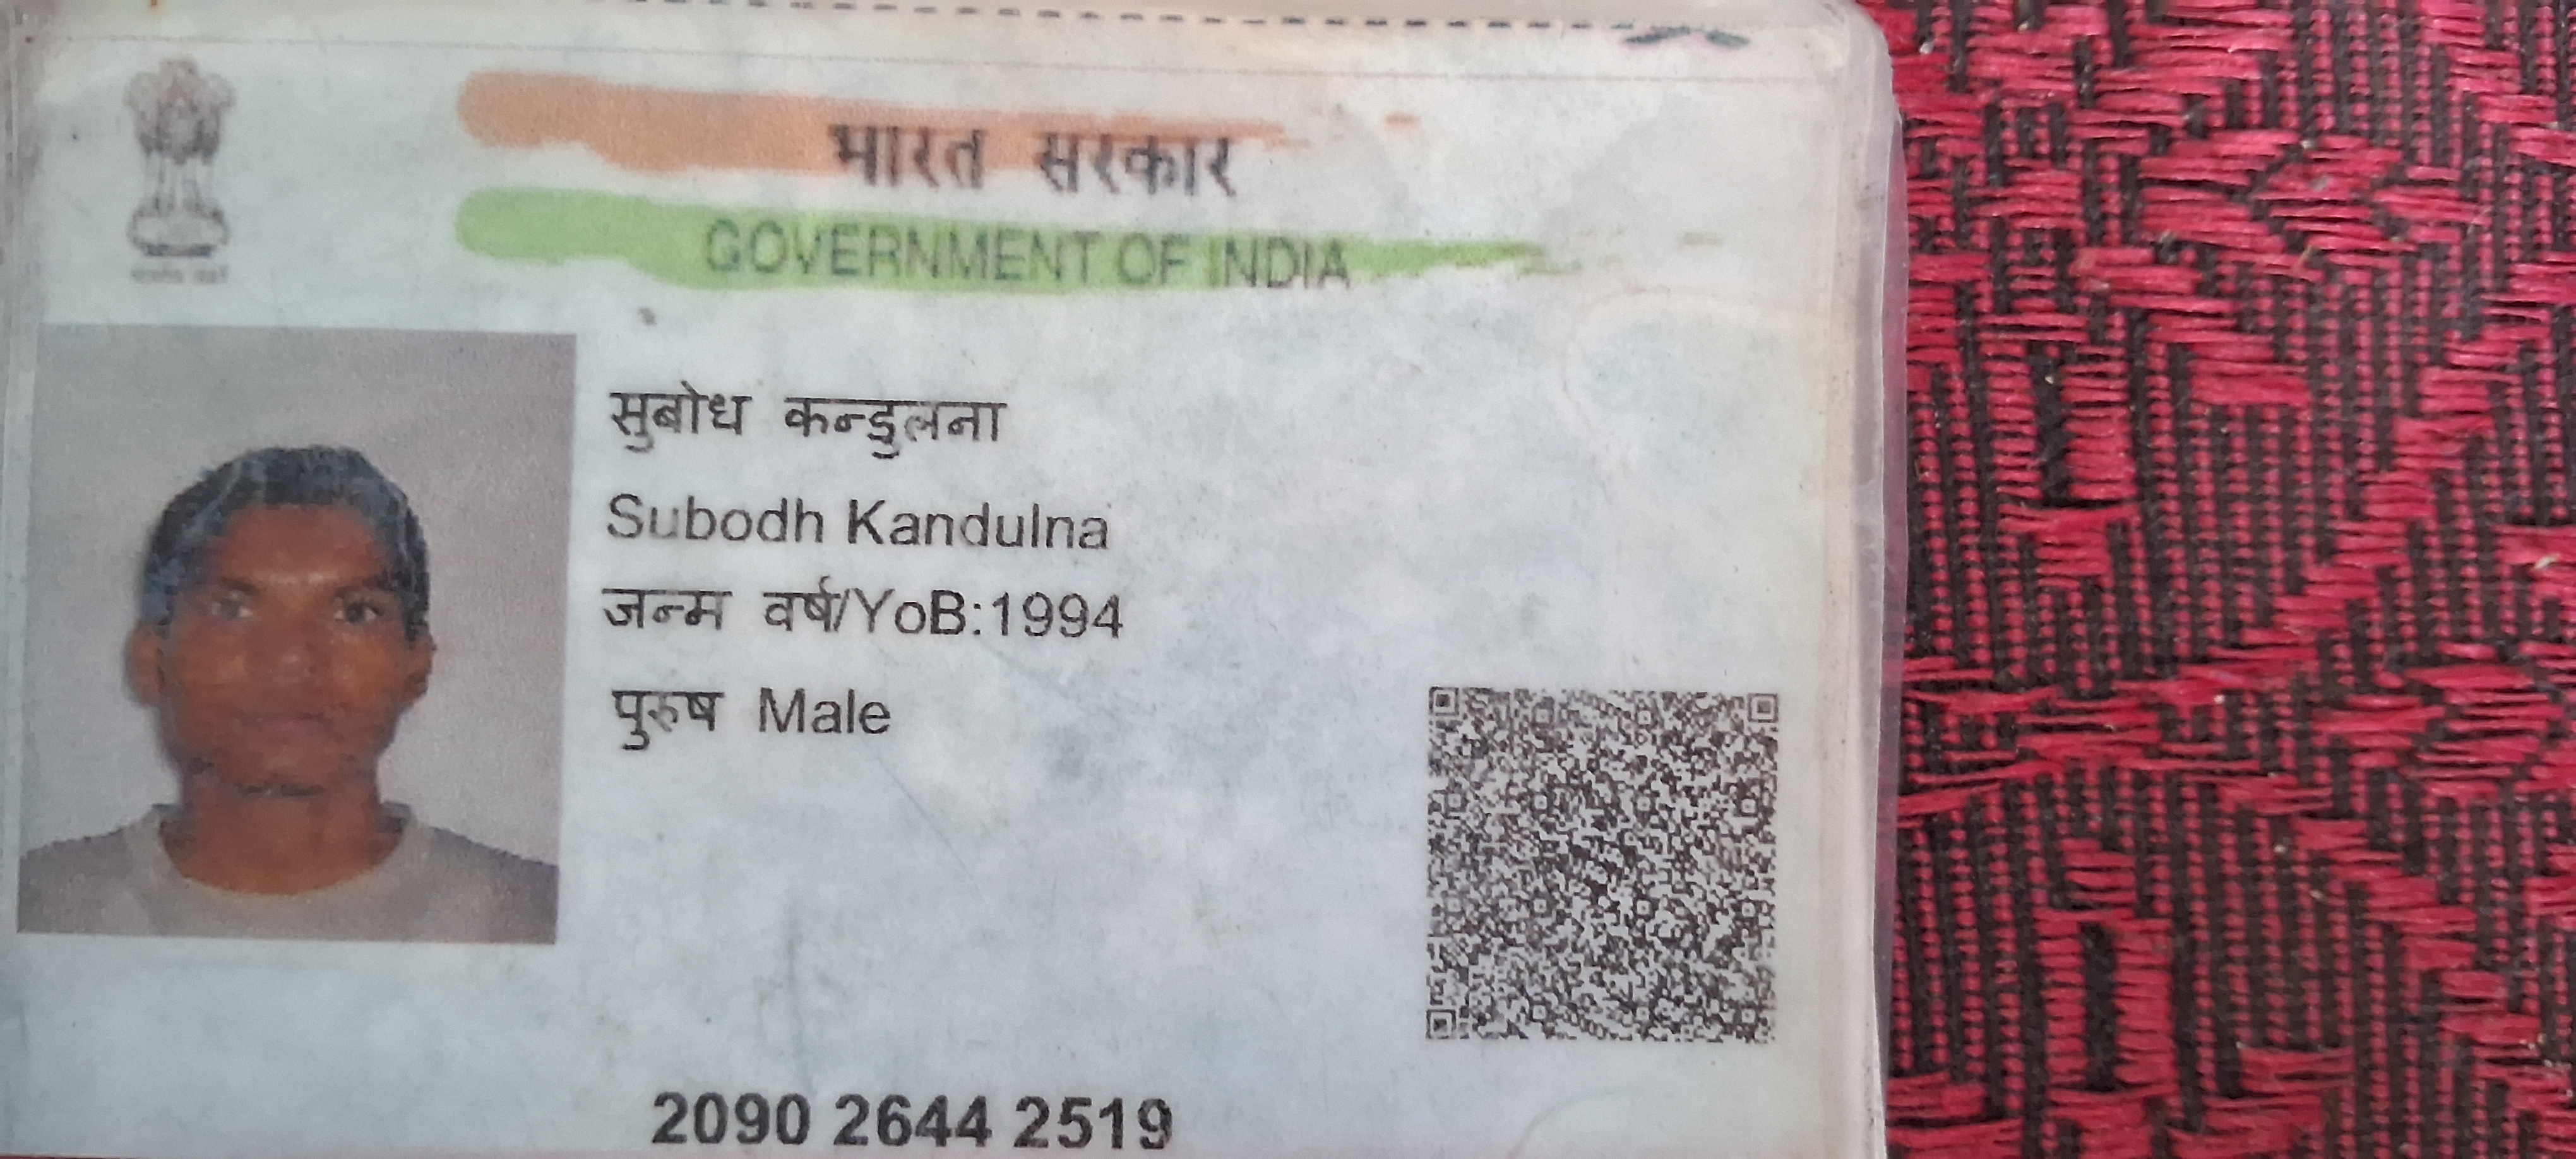 भारत सरकार
GOVERNMENT OF INDIA
सुबोध कन्डुलना
Subodh Kandulna
जन्म वर्ष/YoB:1994
पुरुष Male
2090 2644 2519